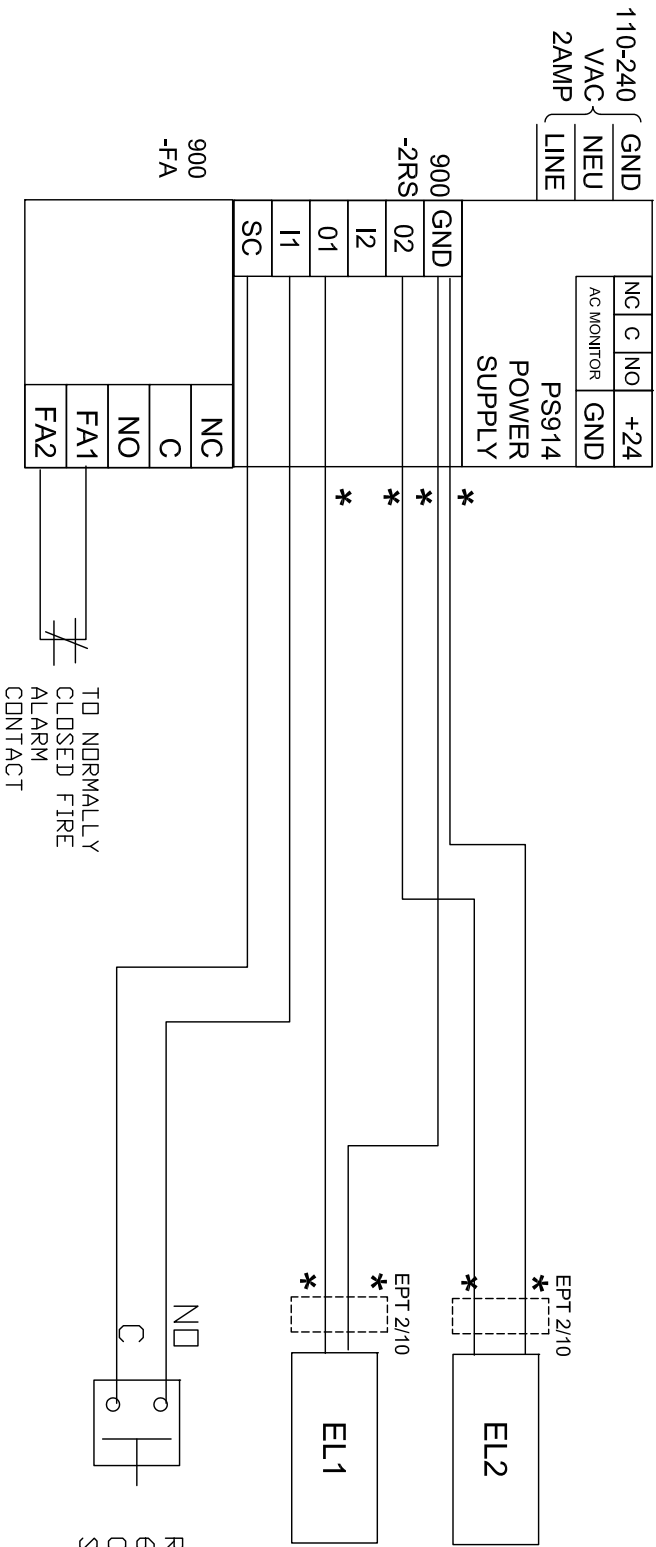 110-240
VAC
2AMP
GND
NEU
LINE
NC C NO +24
AC MONITOR GND
PS914
POWER
SUPPLY
900
-2RS
GND
02
I2
01
I1
SC
900
-FA
NC
C
NO
FA1
FA2
*
*
*
*
TO NORMALLY
CLOSED FIRE
ALARM
CONTACT
EPT 2/10
*
*
EL2
EPT 2/10
*
*
EL1
NO
C